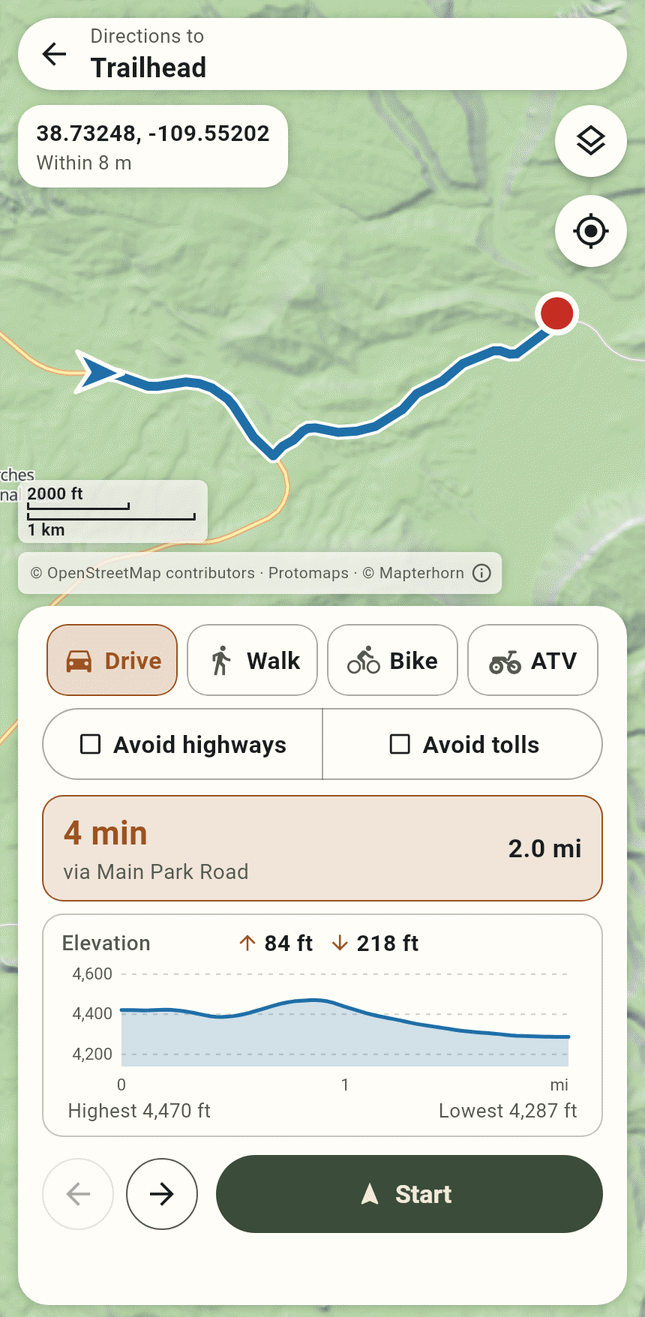 Directions to
Trailhead
38.73248, -109.55202
Within 8 m
2000 ft
1 km
© OpenStreetMap contributors · Protomaps · © Mapterhorn
Drive
Walk
Bike
ATV
Avoid highways
Avoid tolls
4 min
via Main Park Road
2.0 mi
Elevation
84 ft
218 ft
4,600
4,400
4,200
0
1
mi
Highest 4,470 ft
Lowest 4,287 ft
Start